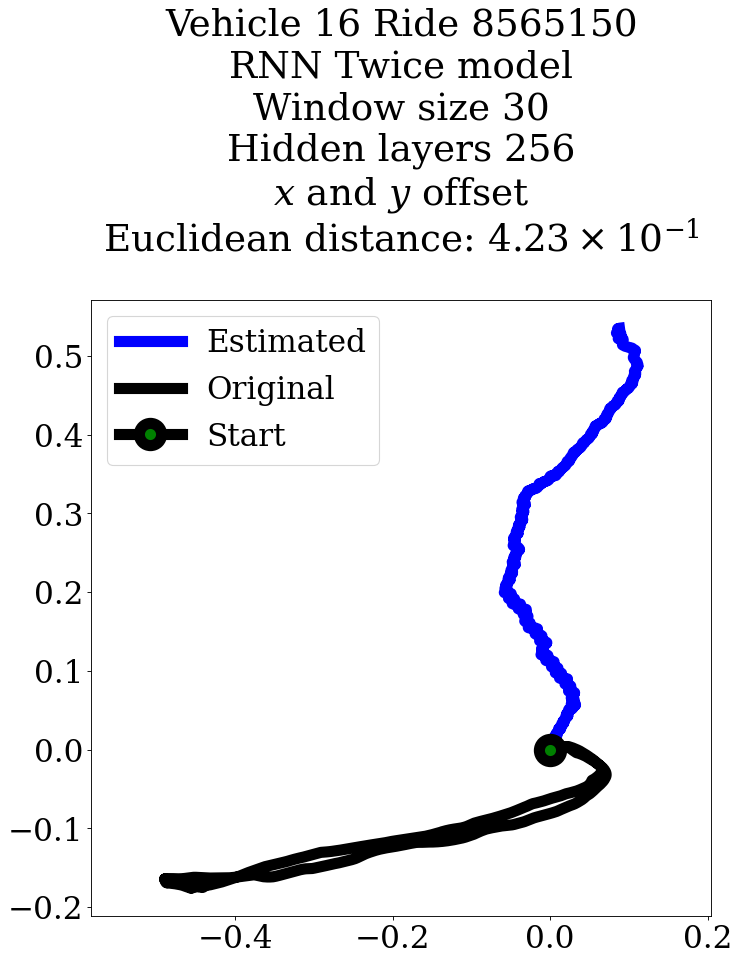 Vehicle 16 Ride 8565150
RNN Twice model
Window size 30
Hidden layers 256
x and y offset
Euclidean distance: 4.23 × 10⁻¹
Estimated
Original
Start
0.5
0.4
0.3
0.2
0.1
0.0
−0.1
−0.2
−0.4 −0.2 0.0 0.2